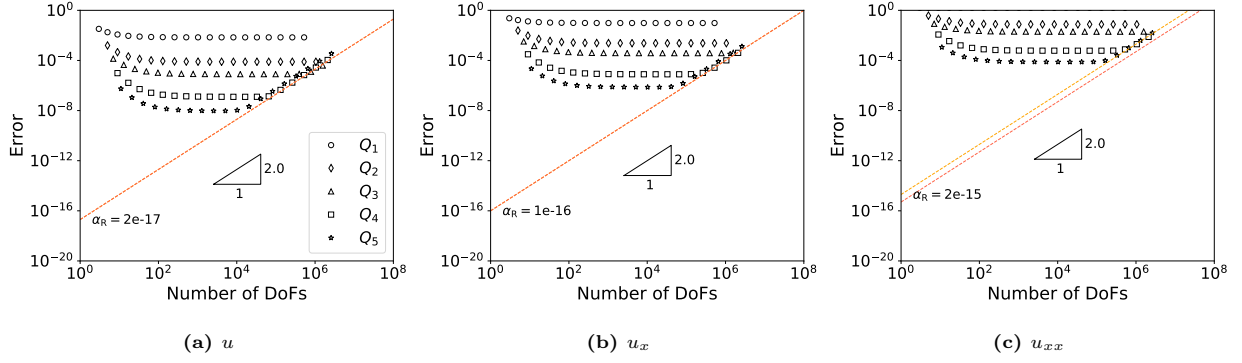 10^0
10^-4
10^-8
10^-12
10^-16
10^-20
Error
10^0
10^2
10^4
10^6
10^8
Number of DoFs
α_R = 2e-17
2.0
1
Q_1
Q_2
Q_3
Q_4
Q_5
(a) u
10^0
10^-4
10^-8
10^-12
10^-16
10^-20
Error
10^0
10^2
10^4
10^6
10^8
Number of DoFs
α_R = 1e-16
2.0
1
(b) u_x
10^0
10^-4
10^-8
10^-12
10^-16
10^-20
Error
10^0
10^2
10^4
10^6
10^8
Number of DoFs
α_R = 2e-15
2.0
1
(c) u_xx